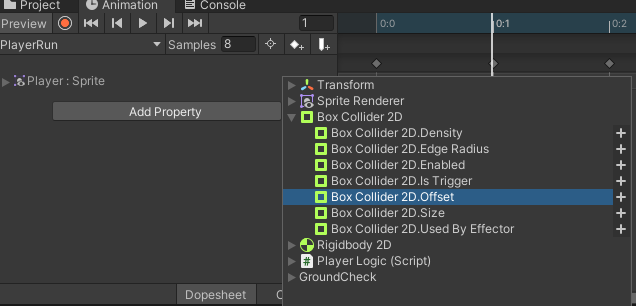 Project Animation Console
Preview 1 0:0 0:1 0:2
PlayerRun Samples 8
Player : Sprite
Add Property
Transform
Sprite Renderer
Box Collider 2D
Box Collider 2D.Density
Box Collider 2D.Edge Radius
Box Collider 2D.Enabled
Box Collider 2D.Is Trigger
Box Collider 2D.Offset
Box Collider 2D.Size
Box Collider 2D.Used By Effector
Rigidbody 2D
Player Logic (Script)
GroundCheck
Dopesheet